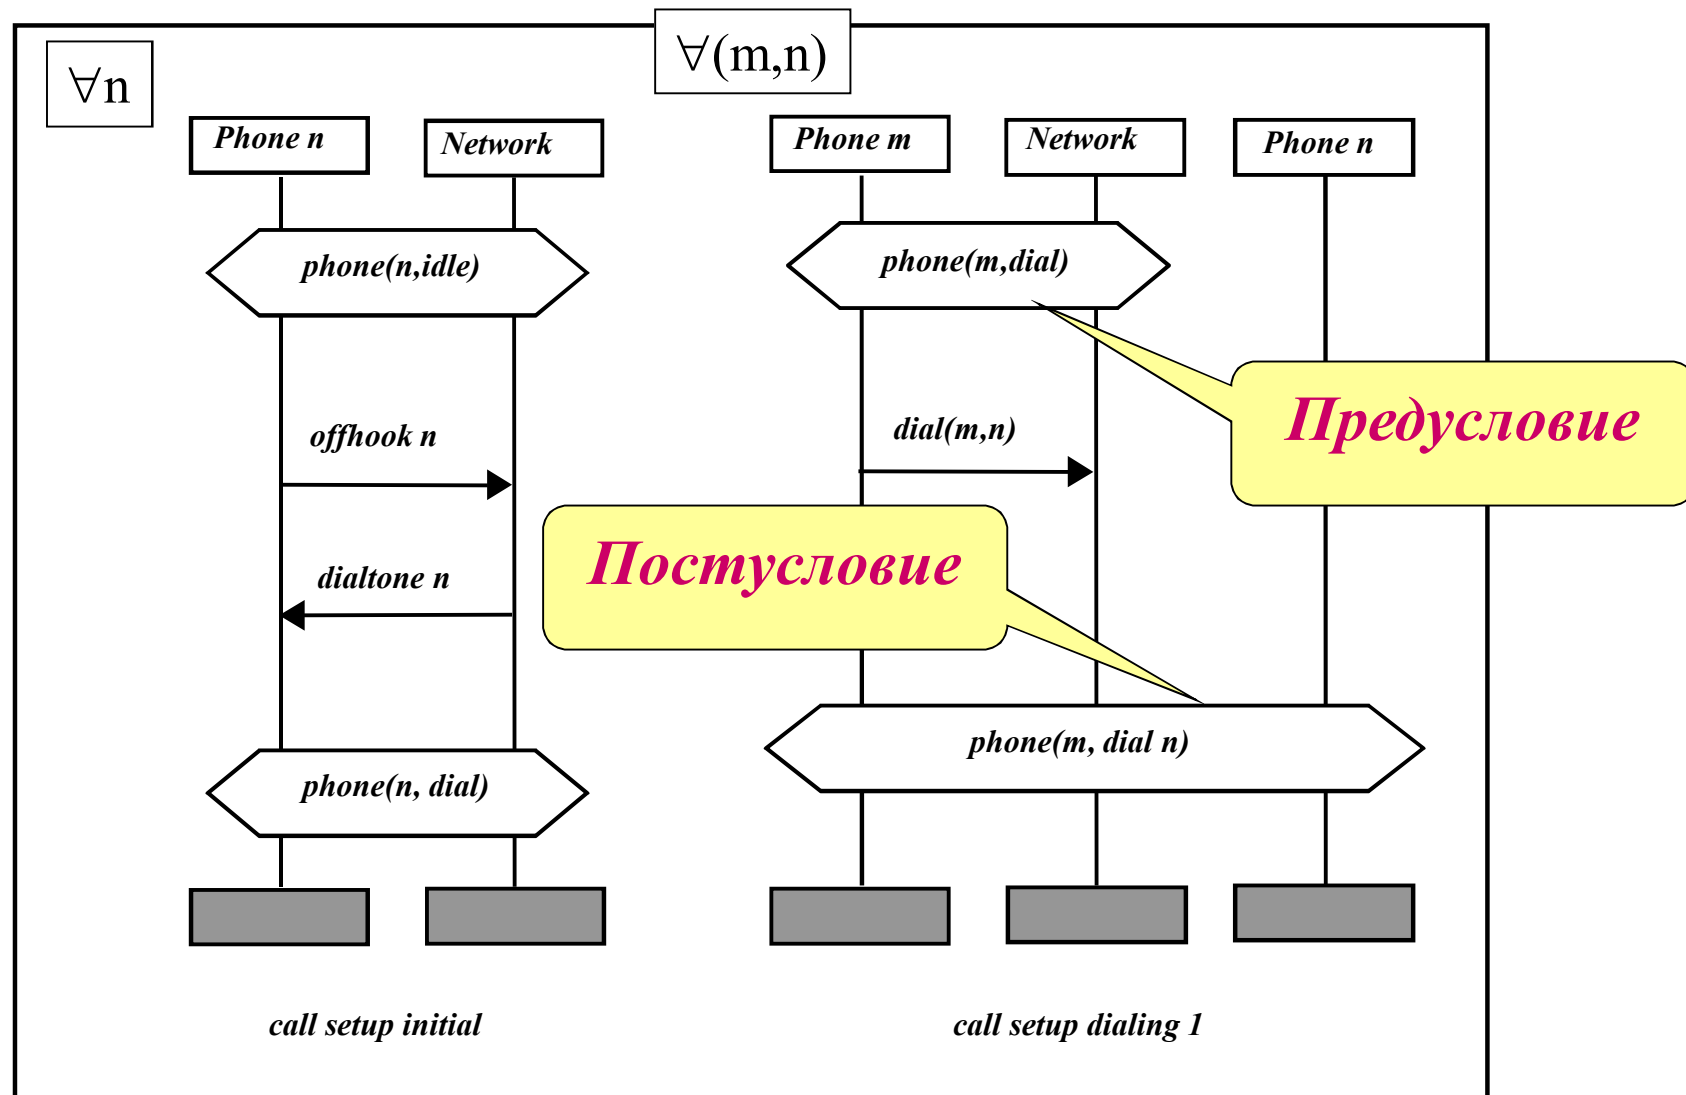 ∀n
∀(m,n)
Phone n
Network
Phone m
Network
Phone n
phone(n,idle)
phone(m,dial)
Предусловие
offhook n
dial(m,n)
Постусловие
dialtone n
phone(m, dial n)
phone(n, dial)
call setup initial
call setup dialing 1